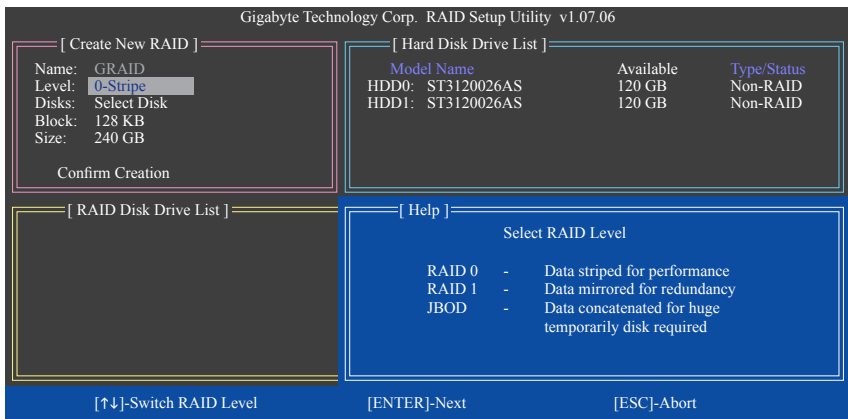 Gigabyte Technology Corp. RAID Setup Utility v1.07.06
[ Create New RAID ]
Name: GRAID
Level: 0-Stripe
Disks: Select Disk
Block: 128 KB
Size: 240 GB
Confirm Creation
[ Hard Disk Drive List ]
Model Name Available Type/Status
HDD0: ST3120026AS 120 GB Non-RAID
HDD1: ST3120026AS 120 GB Non-RAID
[ RAID Disk Drive List ]
[ Help ]
Select RAID Level
RAID 0 - Data striped for performance
RAID 1 - Data mirrored for redundancy
JBOD - Data concatenated for huge
temporarily disk required
[↑↓]-Switch RAID Level [ENTER]-Next [ESC]-Abort